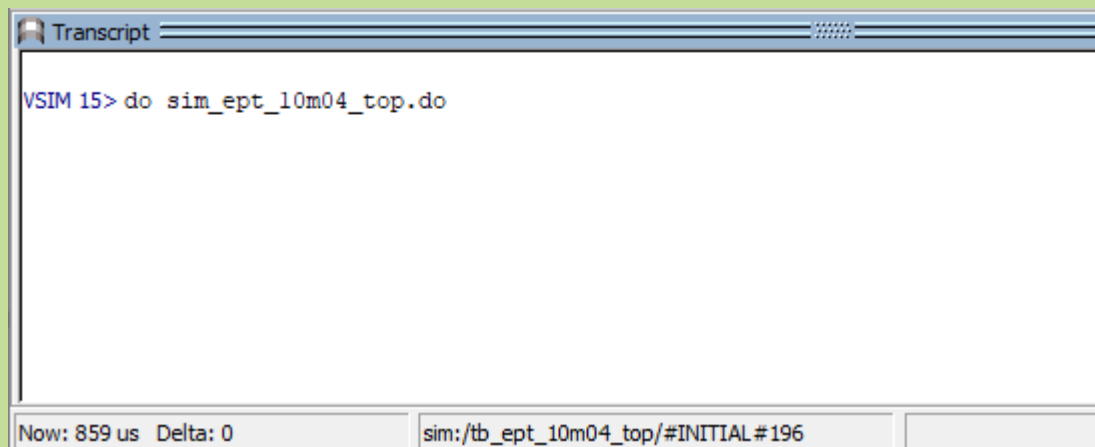 Transcript
VSIM 15> do sim_ept_10m04_top.do
Now: 859 us Delta: 0
sim:/tb_ept_10m04_top/#INITIAL#196